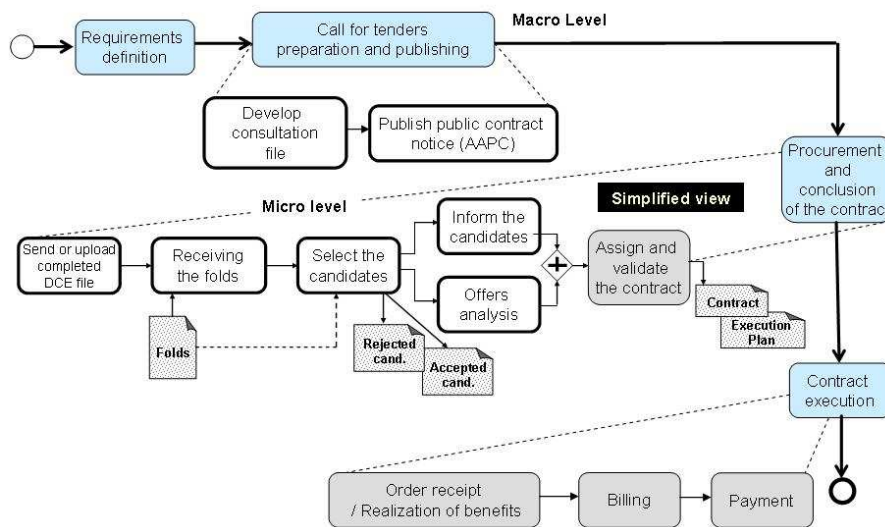 Macro Level
Requirements
definition
Call for tenders
preparation and publishing
Develop
consultation
file
Publish public contract
notice (AAPC)
Procurement
and
conclusion
of the contract
Micro level
Simplified view
Send or upload
completed
DCE file
Receiving
the folds
Select the
candidates
Inform the
candidates
Offers
analysis
Assign and
validate
the contract
Folds
Rejected
cand.
Accepted
cand.
Contract
Execution
Plan
Contract
execution
Order receipt
/ Realization of benefits
Billing
Payment